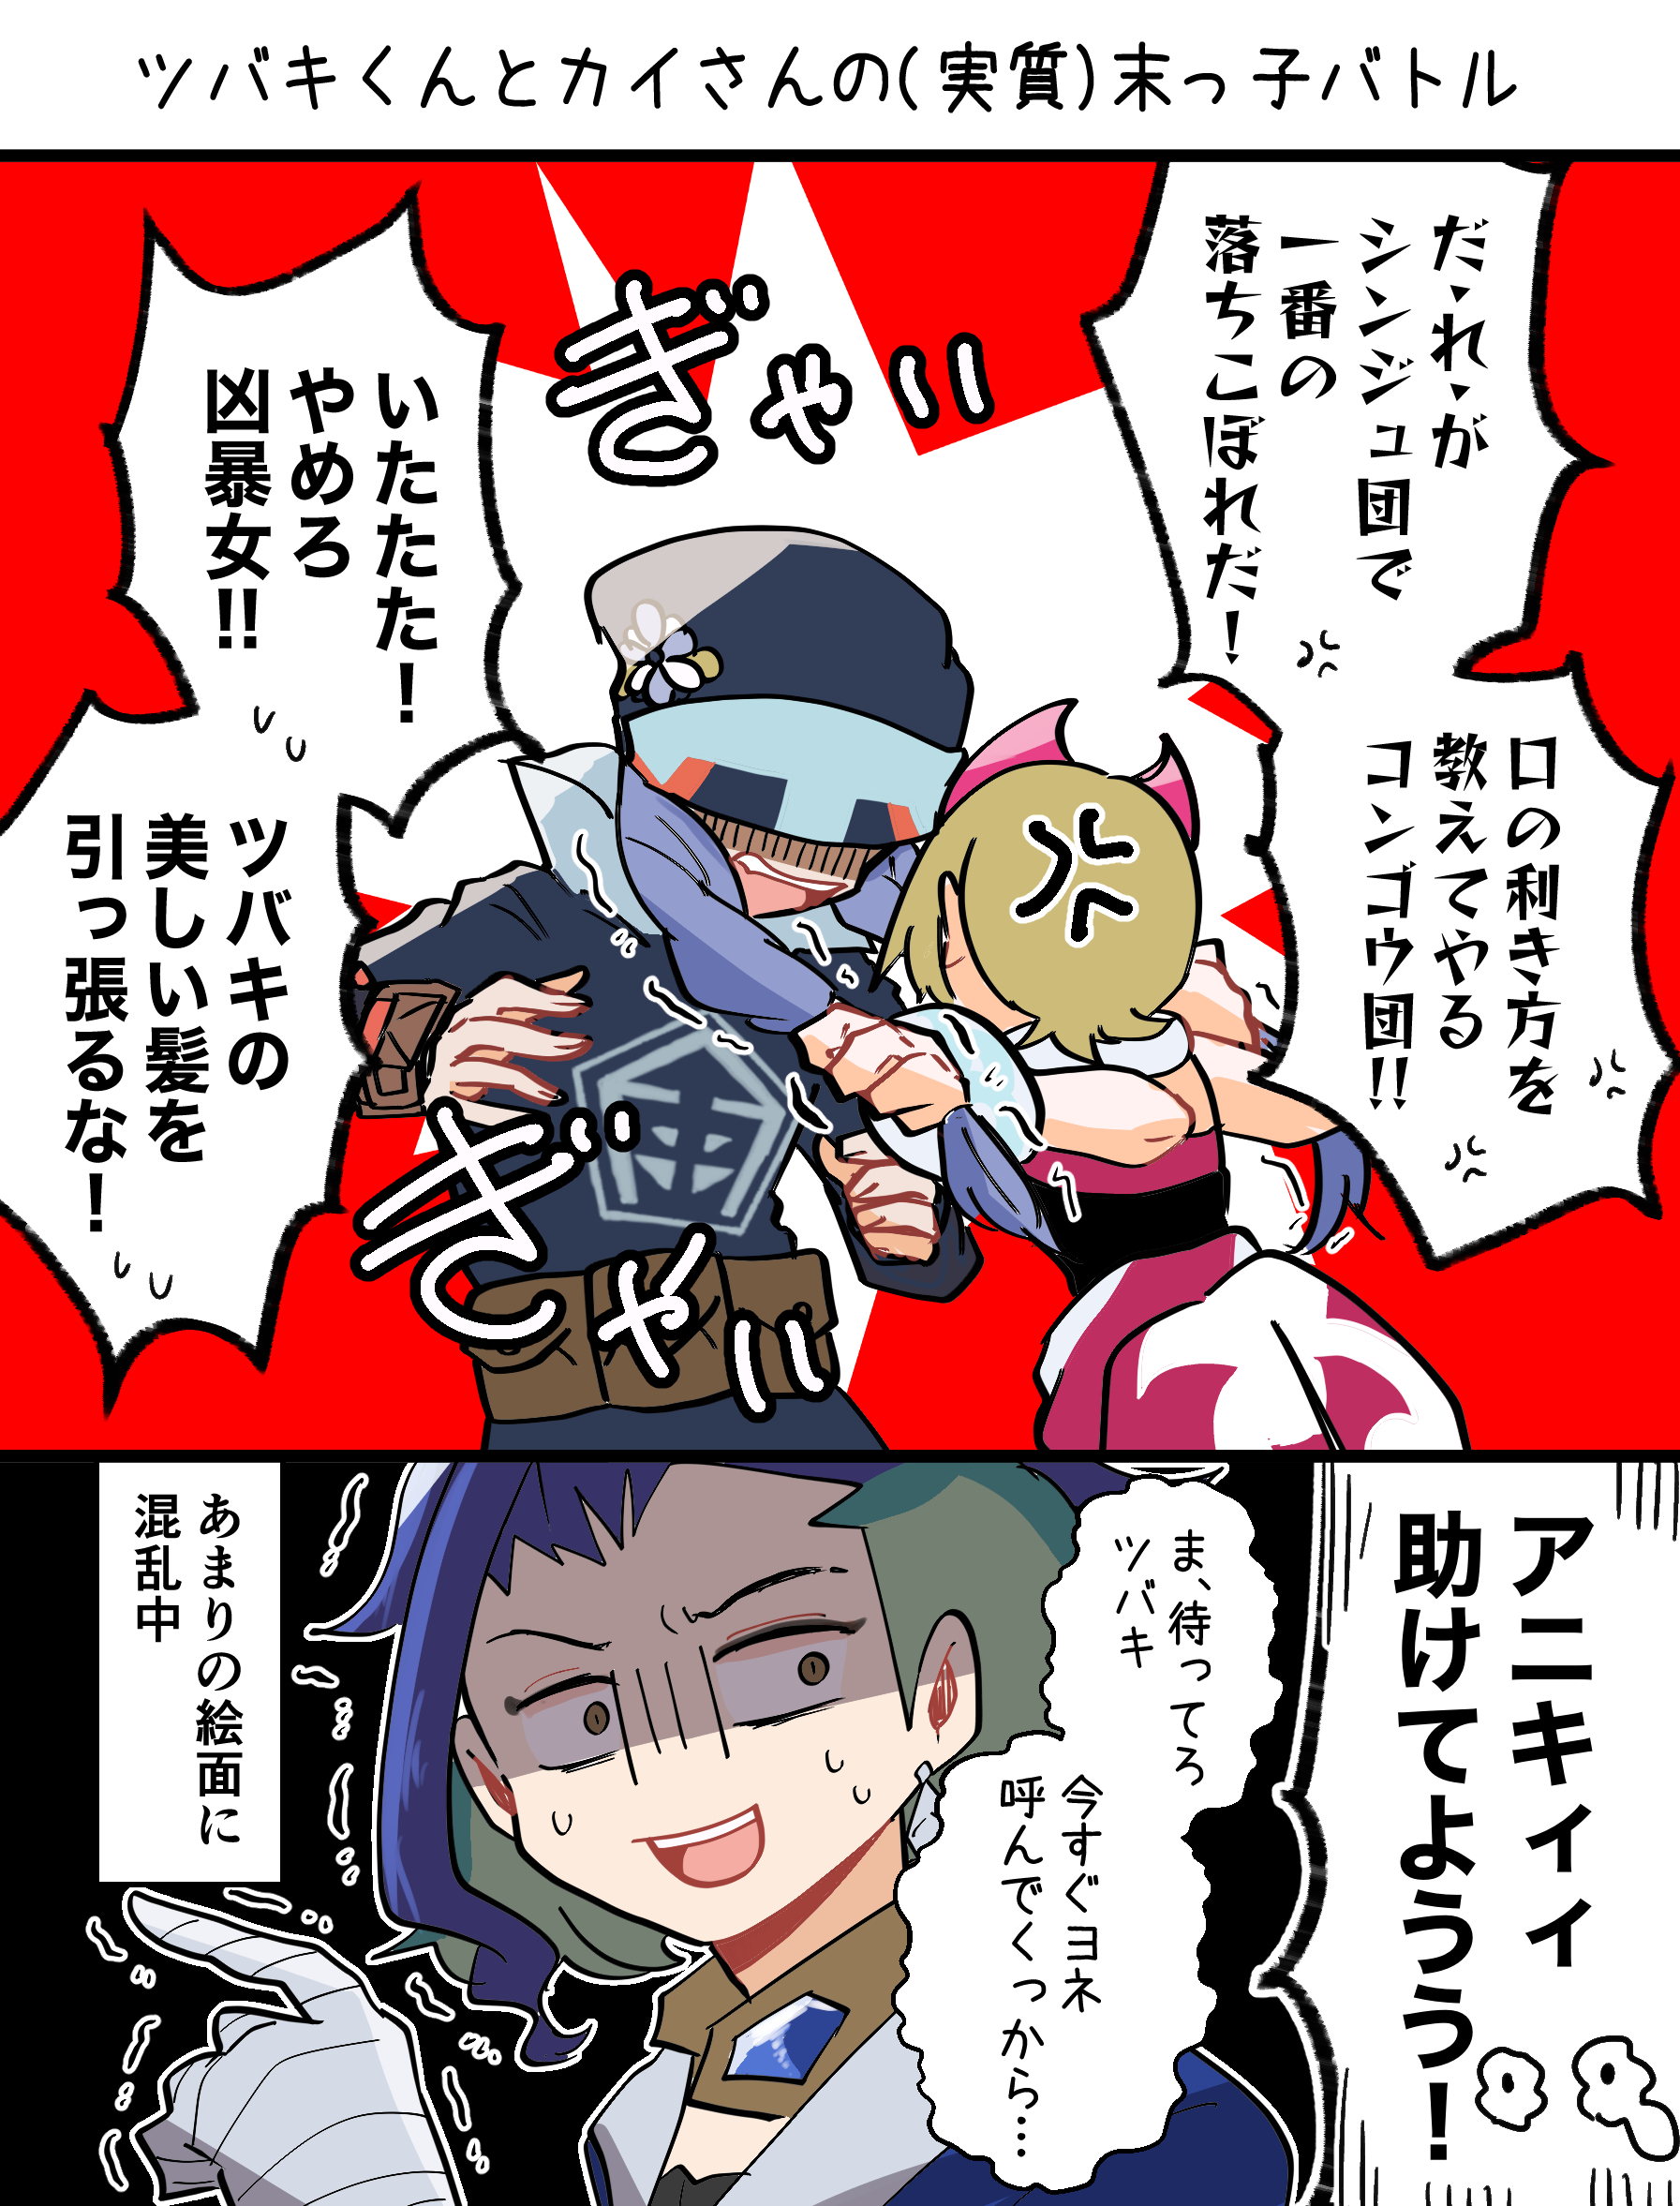 ツバキくんとカイさんの(実質)末っ子バトル
だ、れ、が
シンジュ団で
一番の
落ちこぼれだ！
口の利き方を
教えてやる
コンゴウ団!!
ぎゃ
いたたた！
やめろ
凶暴女!!
ツバキの
美しい髪を
引っ張るな！
ぎゃ
アニキィィ
助けてようう！
ま、待ってろ
ツバキ
今すぐヨネ
呼んでくっから…
あまりの絵面に
混乱中